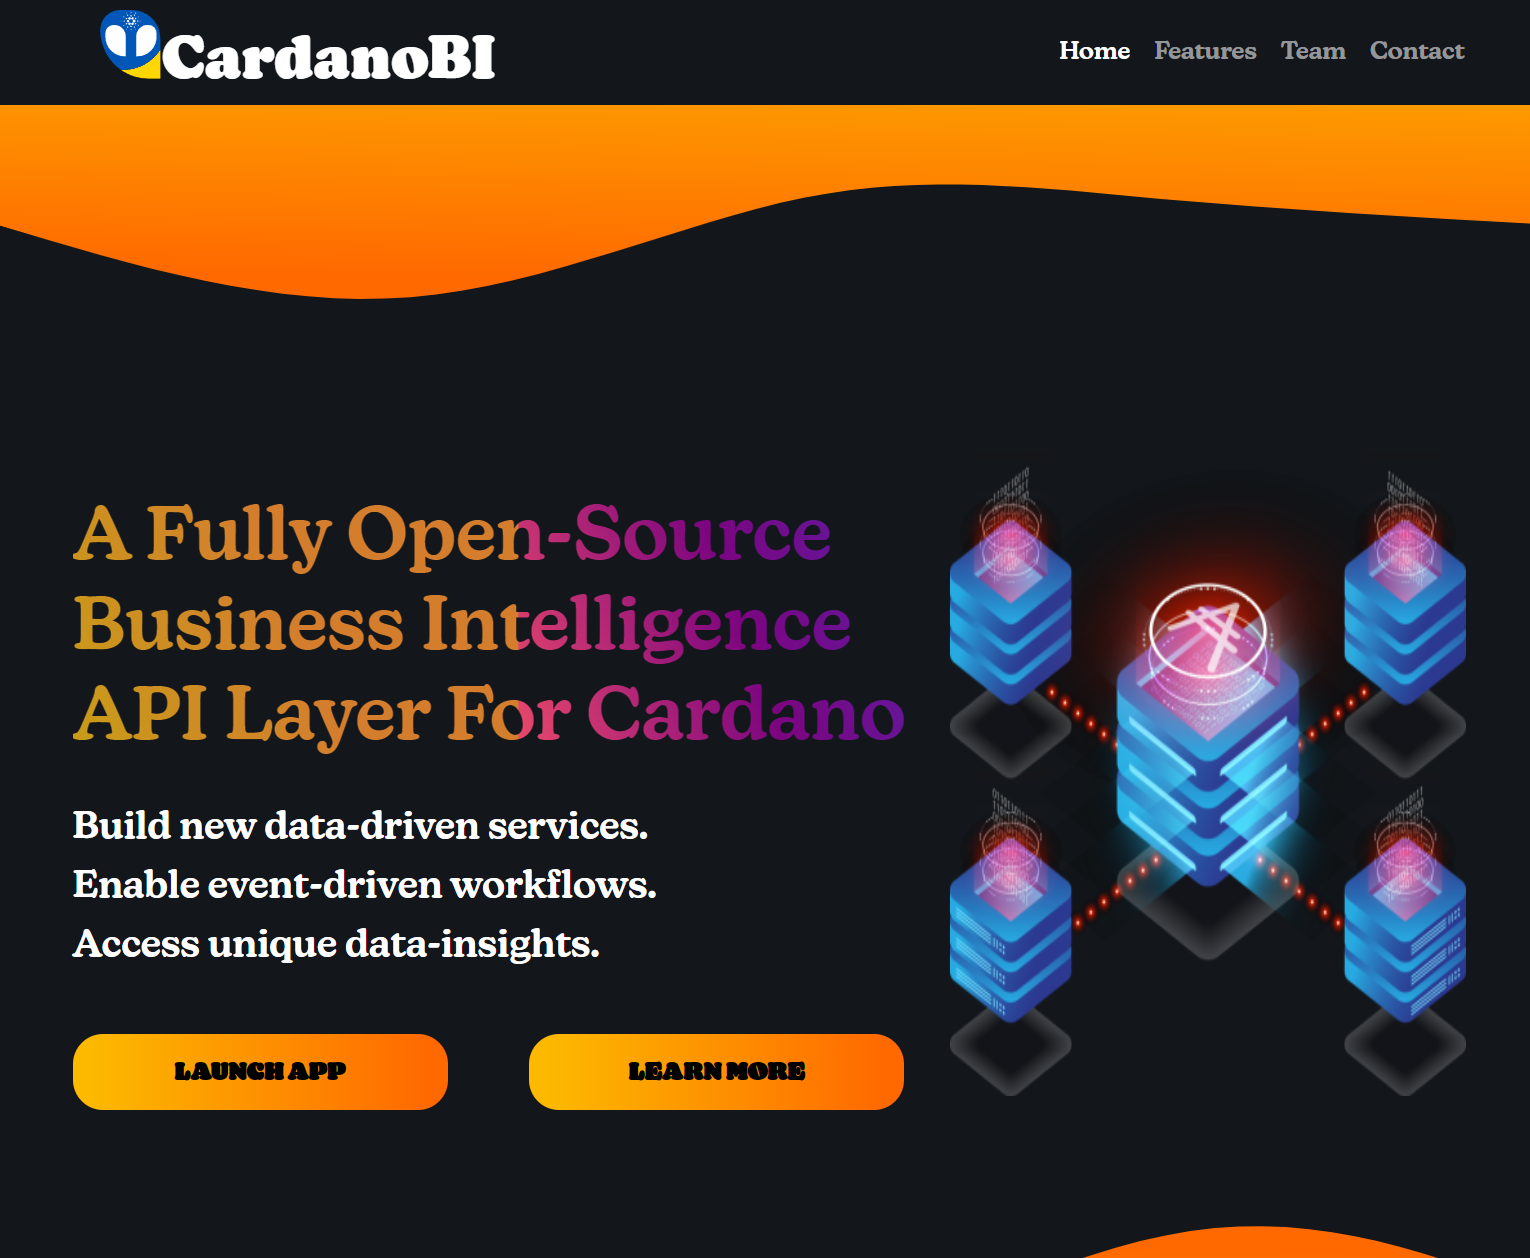 CardanoBI
Home Features Team Contact
A Fully Open-Source
Business Intelligence
API Layer For Cardano
Build new data-driven services.
Enable event-driven workflows.
Access unique data-insights.
LAUNCH APP
LEARN MORE